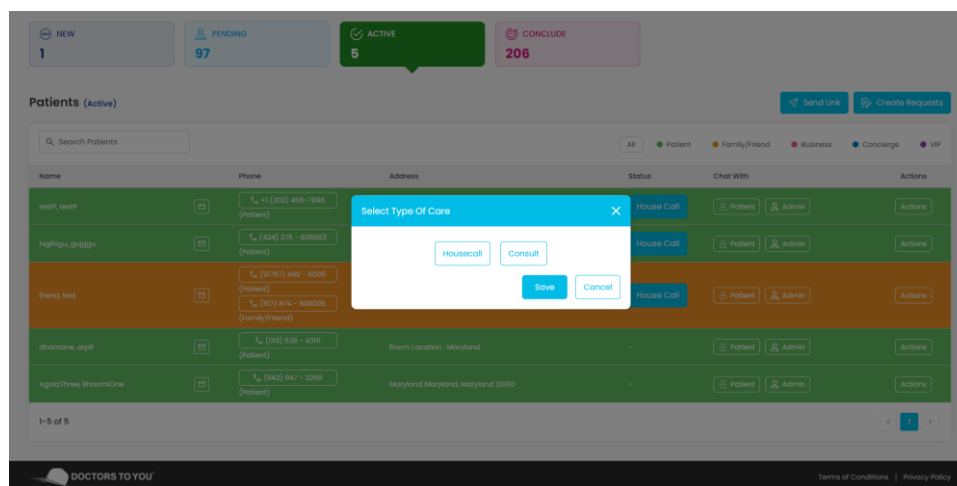 NEW
1
PENDING
97
ACTIVE
5
CONCLUDE
206
Patients (Active)
Send Link
Create Requests
Search Patients
All Patient Family/Friend Business Concierge VIP
Name Phone Address Status Chat With Actions
testP, testP +1 (202) 456-7896 House Call Patient Admin Actions
(Patient)
Select Type Of Care
higihigu, gujggu (424) 275 - 838683 House Call Patient Admin Actions
(Patient)
Housecall Consult
friend, test (91767) 480 - 6005 House Call Patient Admin Actions
(Patient)
(917) 674 - 506005
(Family/Friend)
Save Cancel
dhomane, arpit (013) 538 - 4311 Room Location : Maryland - Patient Admin Actions
(Patient)
AgolaThree, BhoomiOne (942) 947 - 2268 Maryland Maryland, Maryland 20810 - Patient Admin Actions
(Patient)
1-5 of 5
< 1 >
DOCTORS TO YOU
Terms of Conditions | Privacy Policy